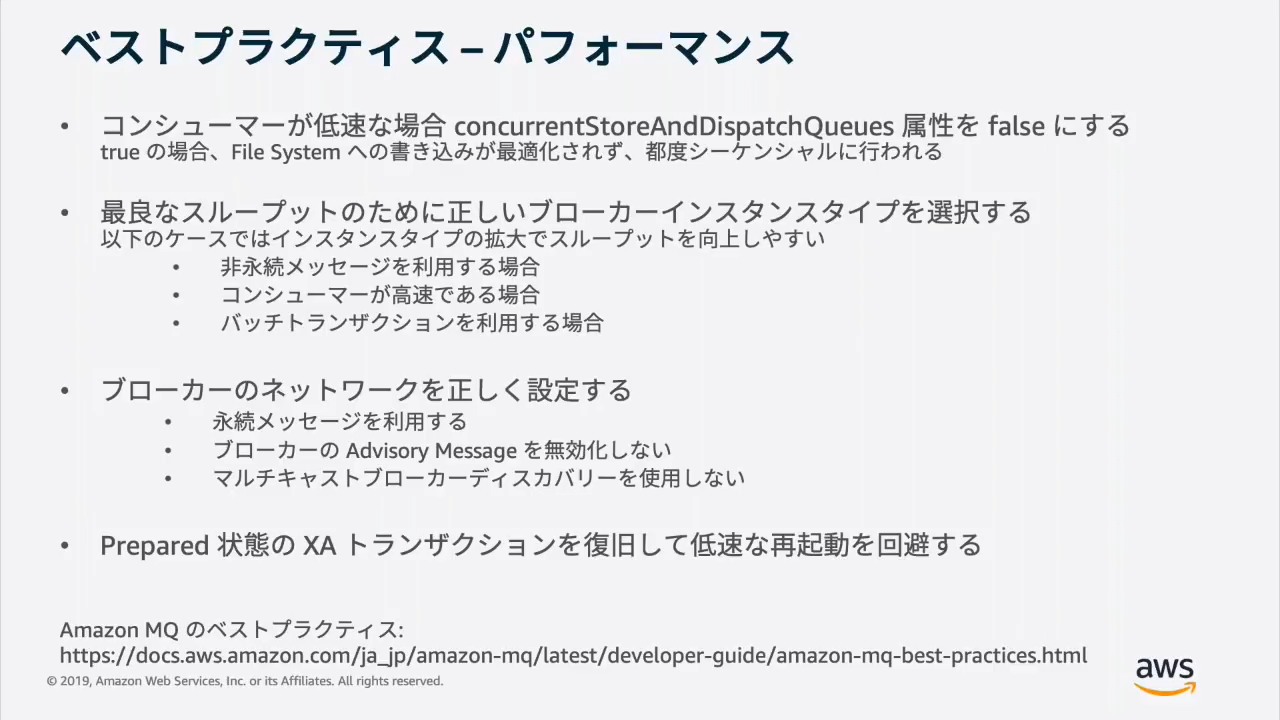 ベストプラクティス – パフォーマンス
• コンシューマーが低速な場合 concurrentStoreAndDispatchQueues 属性を false にする
true の場合、File System への書き込みが最適化されず、都度シーケンシャルに行われる
• 最良なスループットのために正しいブローカーインスタンスタイプを選択する
以下のケースではインスタンスタイプの拡大でスループットを向上しやすい
• 非永続メッセージを利用する場合
• コンシューマーが高速である場合
• バッチトランザクションを利用する場合
• ブローカーのネットワークを正しく設定する
• 永続メッセージを利用する
• ブローカーの Advisory Message を無効化しない
• マルチキャストブローカーディスカバリーを使用しない
• Prepared 状態の XA トランザクションを復旧して低速な再起動を回避する
Amazon MQ のベストプラクティス:
https://docs.aws.amazon.com/ja_jp/amazon-mq/latest/developer-guide/amazon-mq-best-practices.html
© 2019, Amazon Web Services, Inc. or its Affiliates. All rights reserved.
aws